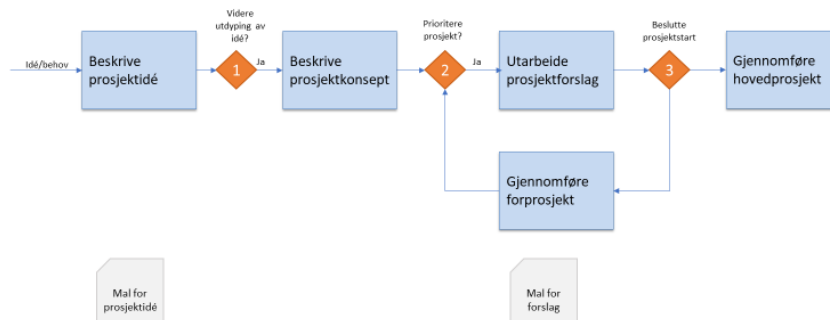 Idé/behov
Beskrive
prosjektidé
Videre
utdyping av
idé?
1
Ja
Beskrive
prosjektkonsept
Prioritere
prosjekt?
2
Ja
Utarbeide
prosjektforslag
Beslutte
prosjektstart
3
Gjennomføre
hovedprosjekt
Gjennomføre
forprosjekt
Mal for
prosjektidé
Mal for
forslag